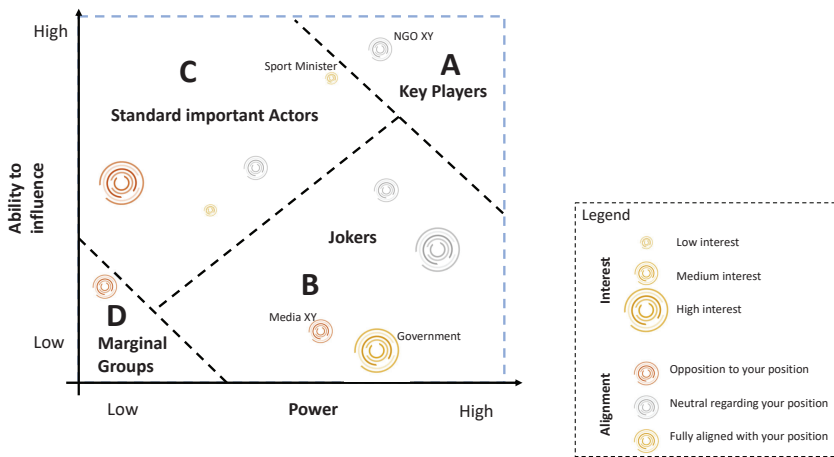 High
NGO XY
C
Sport Minister
A
Key Players
Standard important Actors
Ability to
influence
Jokers
B
D
Media XY
Government
Marginal
Groups
Low
Low
Power
High
Legend
Interest
Low interest
Medium interest
High interest
Alignment
Opposition to your position
Neutral regarding your position
Fully aligned with your position